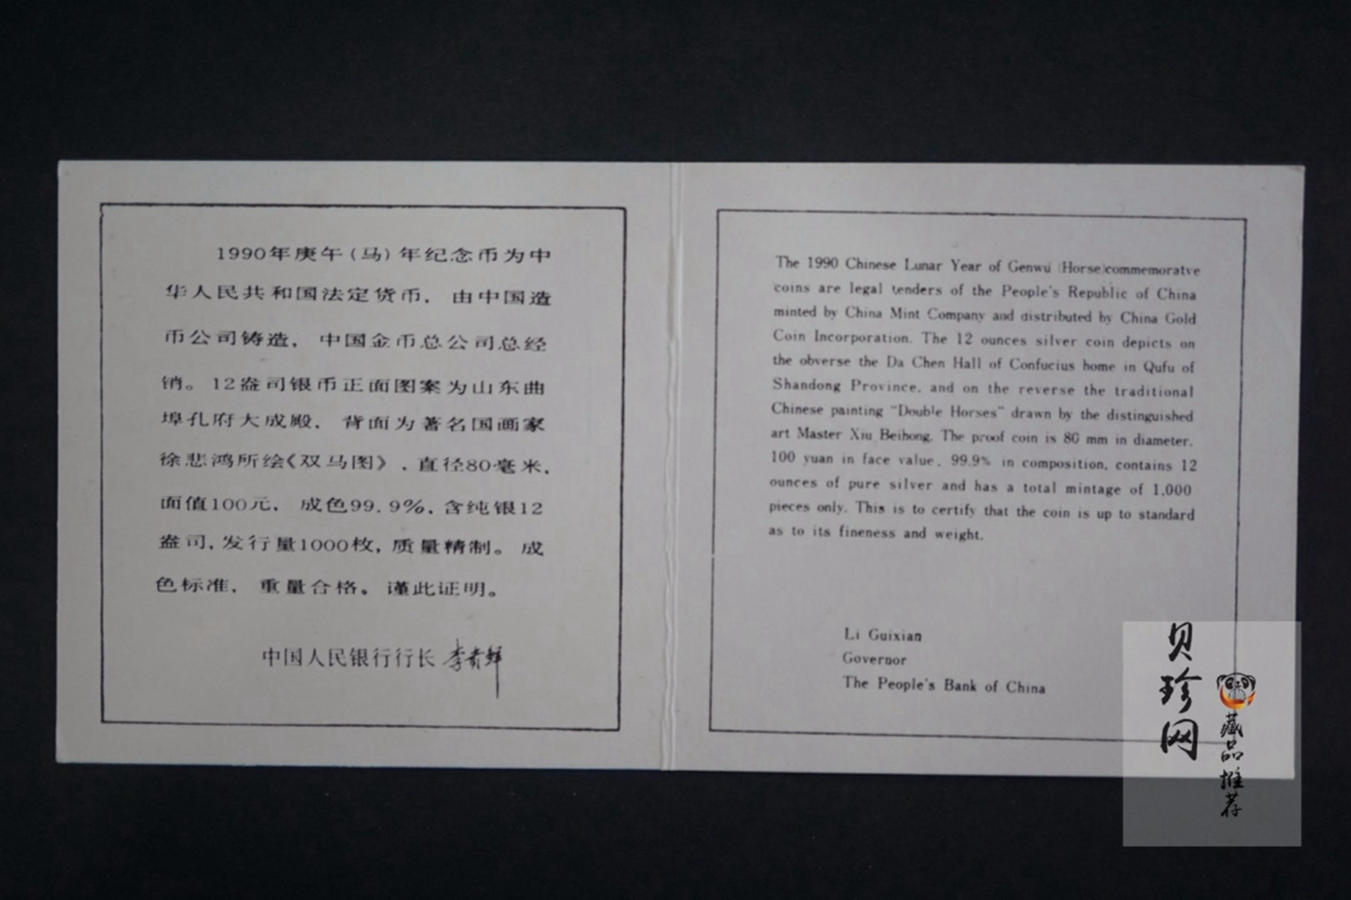 1990年庚午(马)年纪念币为中
华人民共和国法定货币，由中国造
币公司铸造，中国金币总公司总经
销。12盎司银币正面图案为山东曲
埠孔府大成殿，背面为著名国画家
徐悲鸿所绘《双马图》，直径80毫米，
面值100元，成色99.9%，含纯银12
盎司，发行量1000枚，质量精制。成
色标准，重量合格。谨此证明。
中国人民银行行长
The 1990 Chinese Lunar Year of Genwu (Horse)commemoratve
coins are legal tenders of the People's Republic of China
minted by China Mint Company and distributed by China Gold
Coin Incorporation. The 12 ounces silver coin depicts on
the obverse the Da Chen Hall of Confucius home in Qufu of
Shandong Province, and on the reverse the traditional
Chinese painting "Double Horses" drawn by the distinguished
art Master Xiu Beihong. The proof coin is 80 mm in diameter,
100 yuan in face value, 99.9% in composition, contains 12
ounces of pure silver and has a total mintage of 1,000
pieces only. This is to certify that the coin is up to standard
as to its fineness and weight.
Li Guixian
Governor
The People's Bank of China
贝珍网
藏品推荐